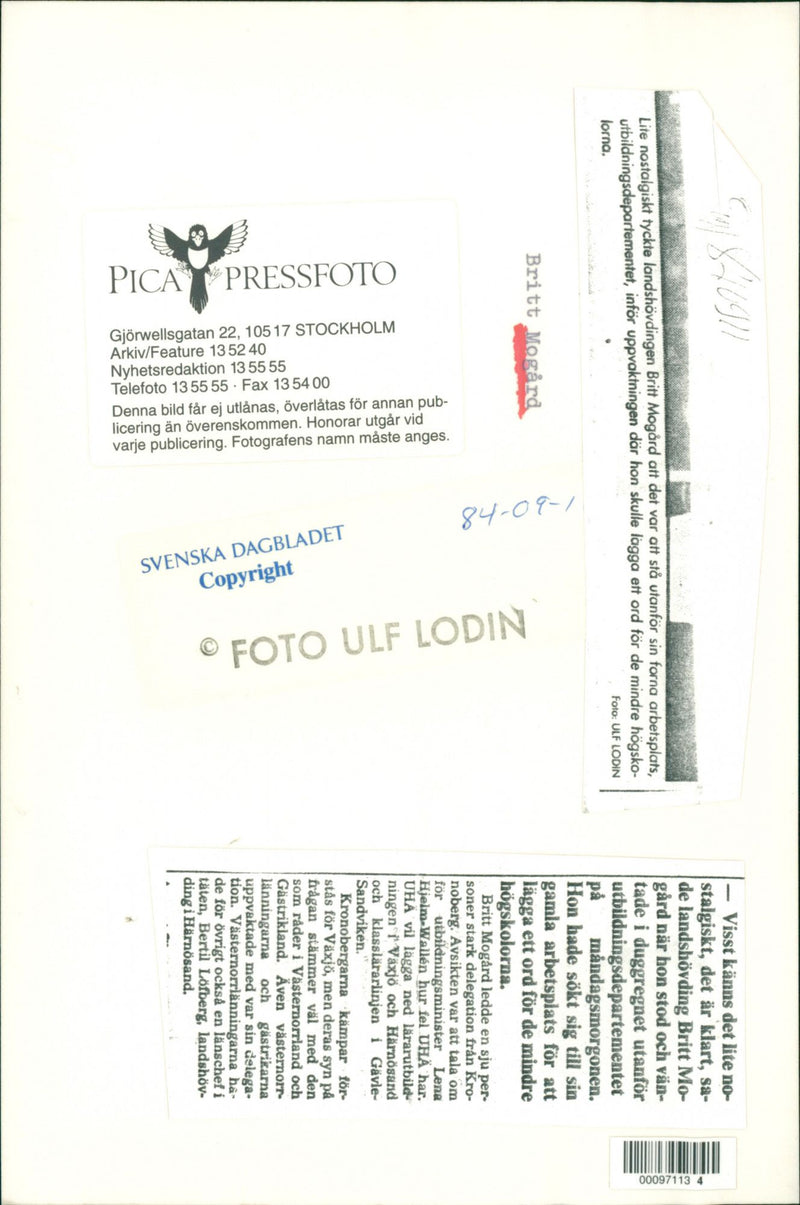 PICA PRESSFOTO
Gjörwellsgatan 22, 105 17 STOCKHOLM
Arkiv/Feature 13 52 40
Nyhetsredaktion 13 55 55
Telefoto 13 55 55 · Fax 13 54 00
Denna bild får ej utlånas, överlåtas för annan pub-
licering än överenskommen. Honorar utgår vid
varje publicering. Fotografens namn måste anges.
Britt Mogård
84-09-1
SVENSKA DAGBLADET
Copyright
© FOTO ULF LODIN
Lite nostalgiskt tyckte landshövdingen Britt Mogård att det var att stå utanför sin forna arbetsplats,
utbildningsdepartementet, inför uppvaktningen där hon skulle lägga ett ord för de mindre högsko-
lorna.
Foto: ULF LODIN
— Visst känns det lite no-
stalgiskt, det är klart, sa-
de landshövding Britt Mo-
gård när hon stod och vän-
tade i duggregnet utanför
utbildningsdepartementet
på måndagsmorgonen.
Hon hade sökt sig till sin
gamla arbetsplats för att
lägga ett ord för de mindre
högskolorna.
Britt Mogård ledde en sju per-
soner stark delegation från Kro-
noberg. Avsikten var att tala om
för utbildningsminister Lena
Hjelm-Wallén hur fel UHÄ har.
UHÄ vill lägga ned lärarutbild-
ningen i Växjö och Härnösand
och klasslärarlinjen i Gävle-
Sandviken.
Kronobergarna kämpar för-
stås för Växjö, men deras syn på
frågan stämmer väl med den
som råder i Västernorrland och
Gästrikland. Även västernorr-
länningarna och gästrikarna
uppvaktade med var sin delega-
tion. Västernorrlänningarna ha-
de för övrigt också en länschef i
täten, Bertil Löfberg, landshöv-
ding i Härnösand.
00097113 4